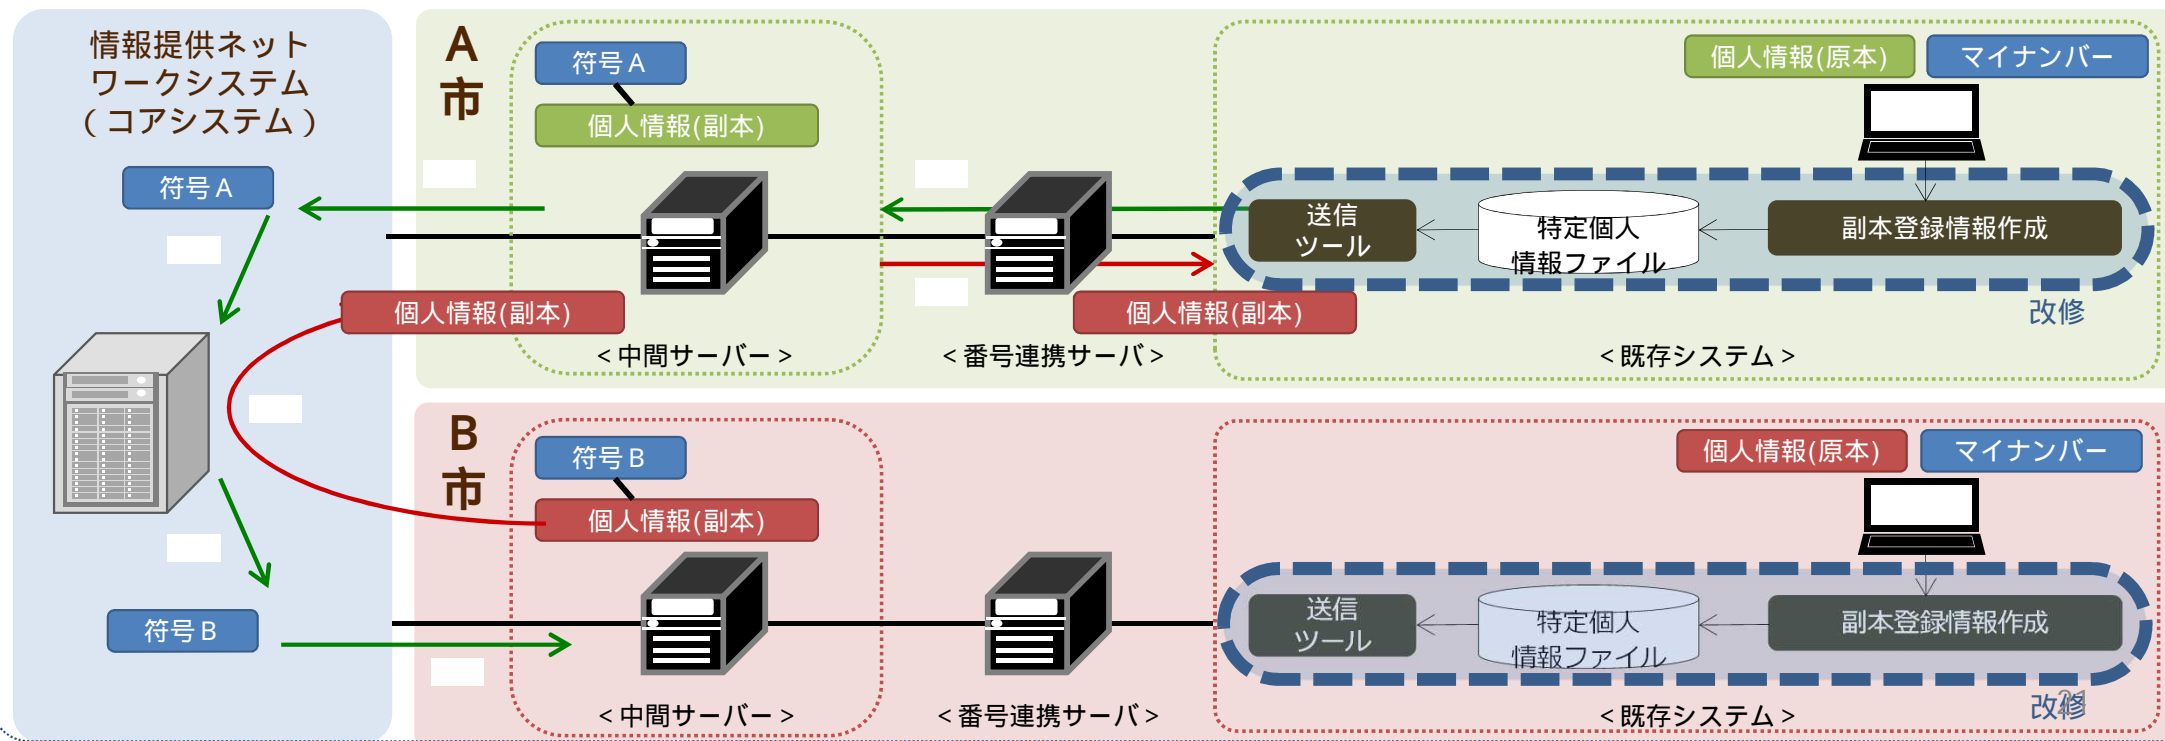 情報提供ネット
ワークシステム
(コアシステム)
符号A
符号B
A
市
符号A
個人情報(副本)
個人情報(副本)
<中間サーバー>
個人情報(副本)
<番号連携サーバ>
個人情報(原本)
マイナンバー
送信
ツール
特定個人
情報ファイル
副本登録情報作成
改修
<既存システム>
B
市
符号B
個人情報(副本)
<中間サーバー>
<番号連携サーバ>
個人情報(原本)
マイナンバー
送信
ツール
特定個人
情報ファイル
副本登録情報作成
改修
21
<既存システム>